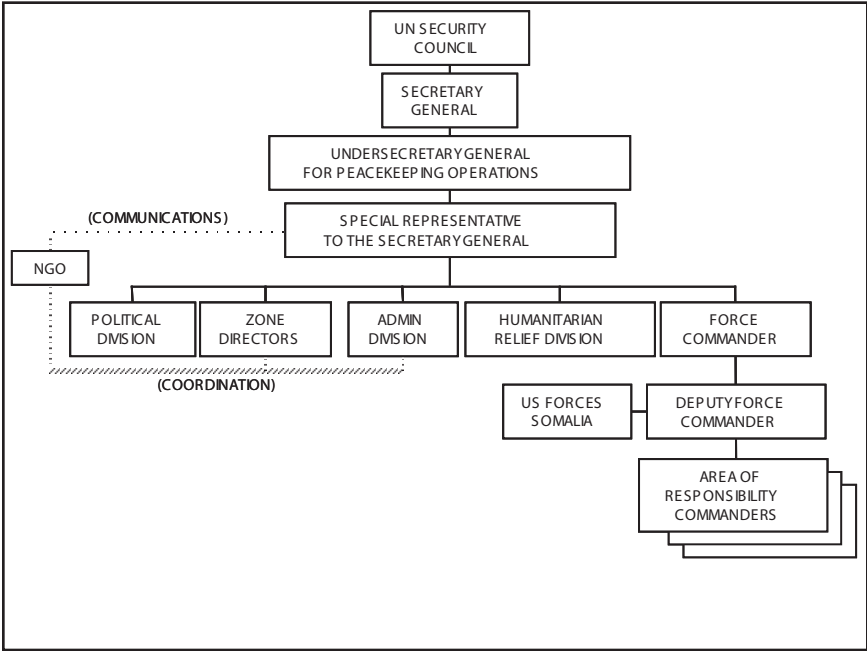 UN SECURITY
COUNCIL
SECRETARY
GENERAL
UNDERSECRETARY GENERAL
FOR PEACEKEEPING OPERATIONS
(COMMUNICATIONS)
SPECIAL REPRESENTATIVE
TO THE SECRETARY GENERAL
NGO
POLITICAL
DIVISION
ZONE
DIRECTORS
ADMIN
DIVISION
HUMANITARIAN
RELIEF DIVISION
FORCE
COMMANDER
(COORDINATION)
US FORCES
SOMALIA
DEPUTY FORCE
COMMANDER
AREA OF
RESPONSIBILITY
COMMANDERS